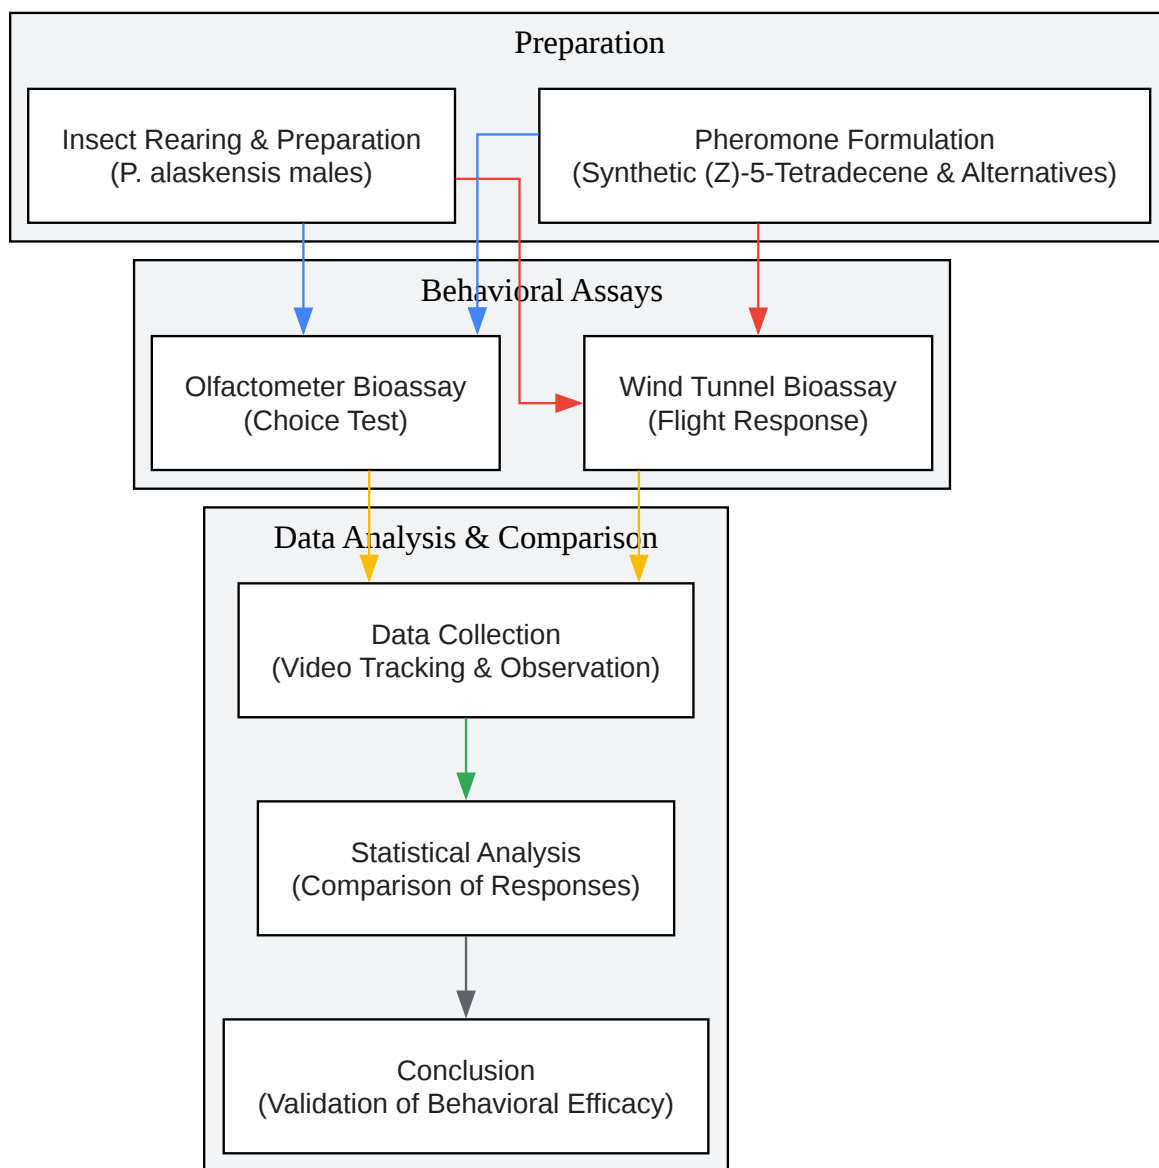 Preparation
Insect Rearing & Preparation
(P. alaskensis males)
Pheromone Formulation
(Synthetic (Z)-5-Tetradecene & Alternatives)
Behavioral Assays
Olfactometer Bioassay
(Choice Test)
Wind Tunnel Bioassay
(Flight Response)
Data Analysis & Comparison
Data Collection
(Video Tracking & Observation)
Statistical Analysis
(Comparison of Responses)
Conclusion
(Validation of Behavioral Efficacy)